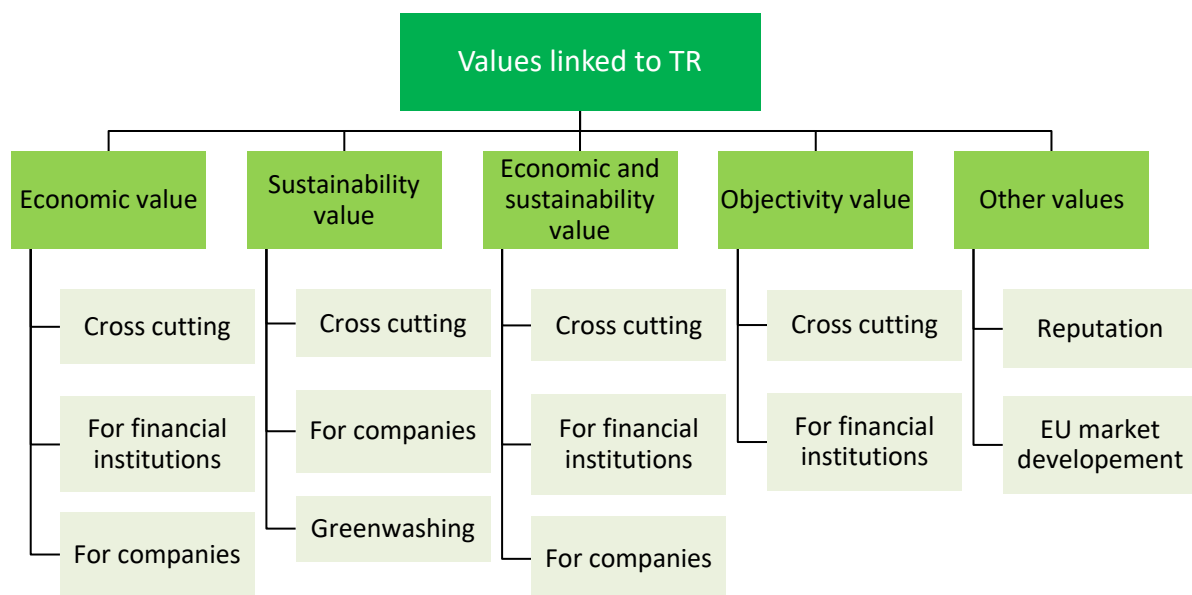 Values linked to TR
Economic value
Cross cutting
For financial
institutions
For companies
Sustainability
value
Cross cutting
For companies
Greenwashing
Economic and
sustainability
value
Cross cutting
For financial
institutions
For companies
Objectivity value
Cross cutting
For financial
institutions
Other values
Reputation
EU market
developement